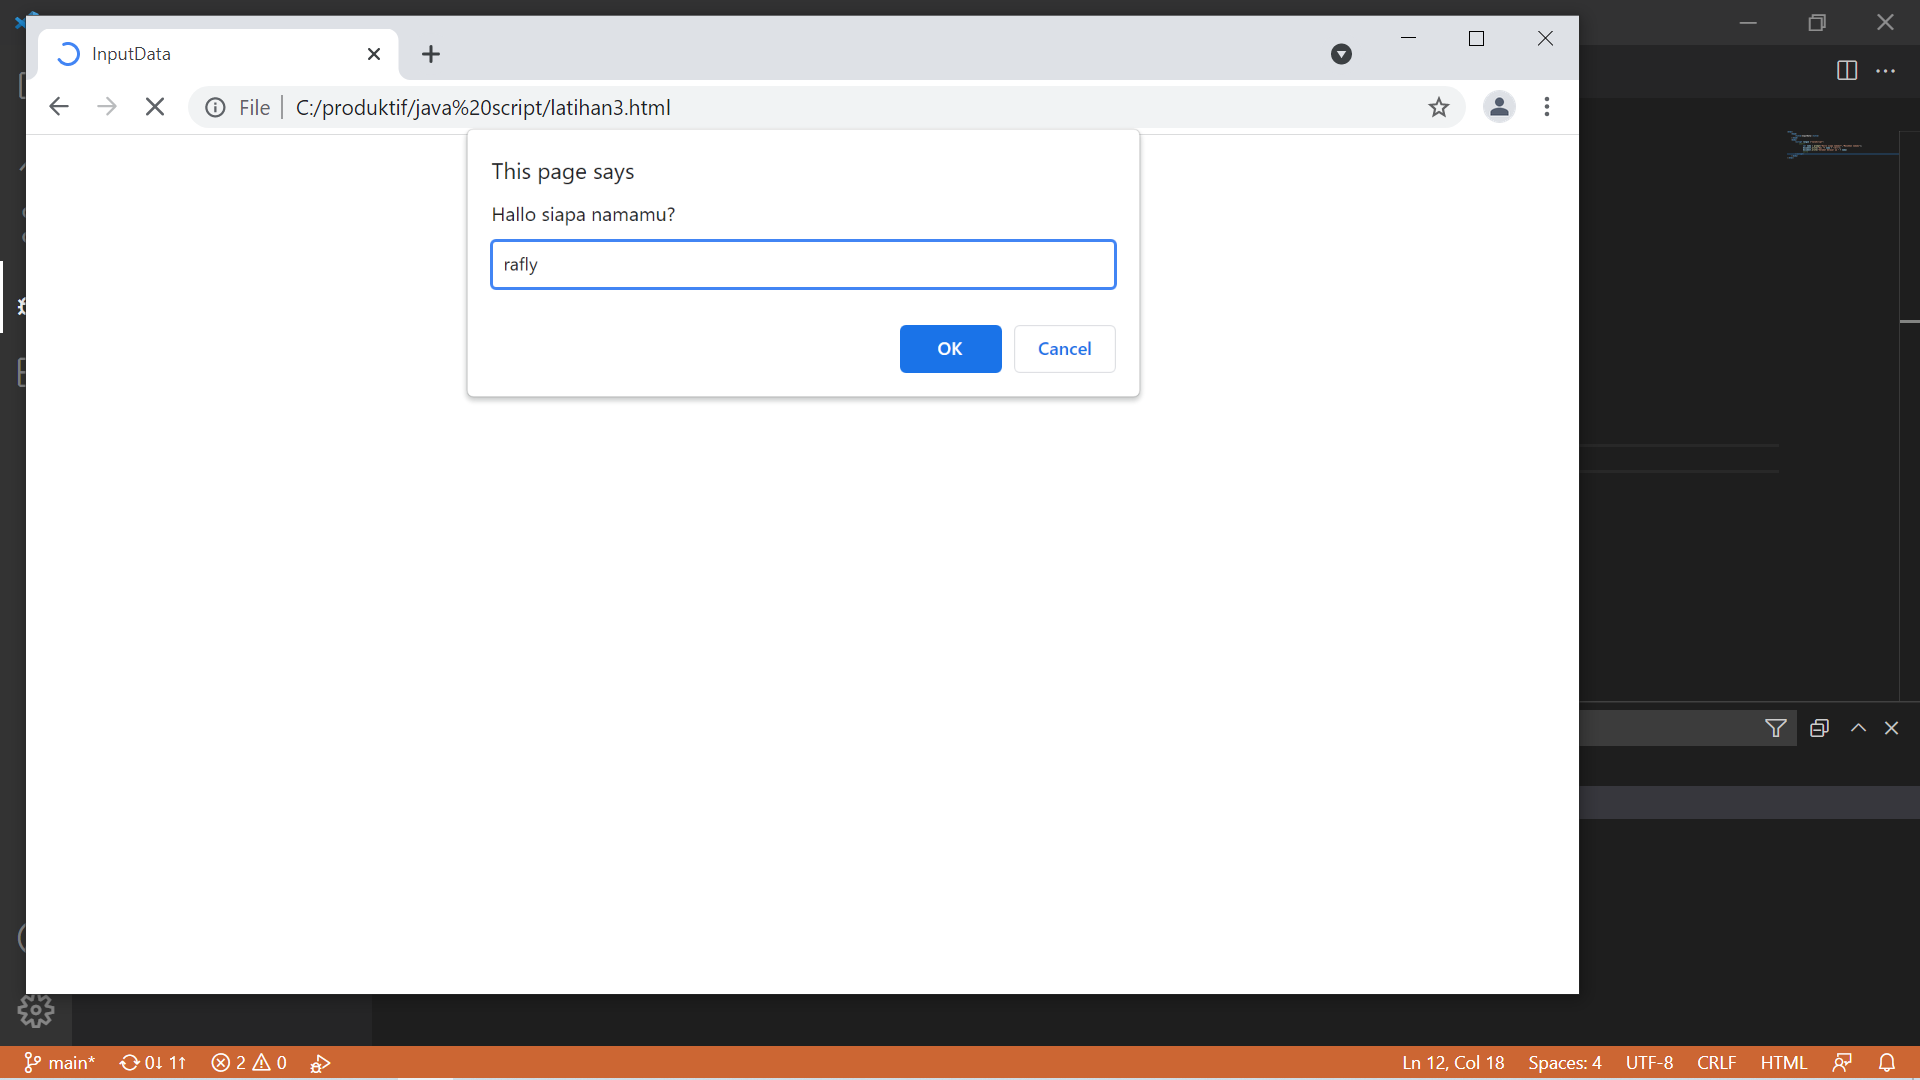 InputData
File C:/produktif/java%20script/latihan3.html
This page says
Hallo siapa namamu?
rafly
OK Cancel
main* 0↓ 1↑ 2 0 Ln 12, Col 18 Spaces: 4 UTF-8 CRLF HTML